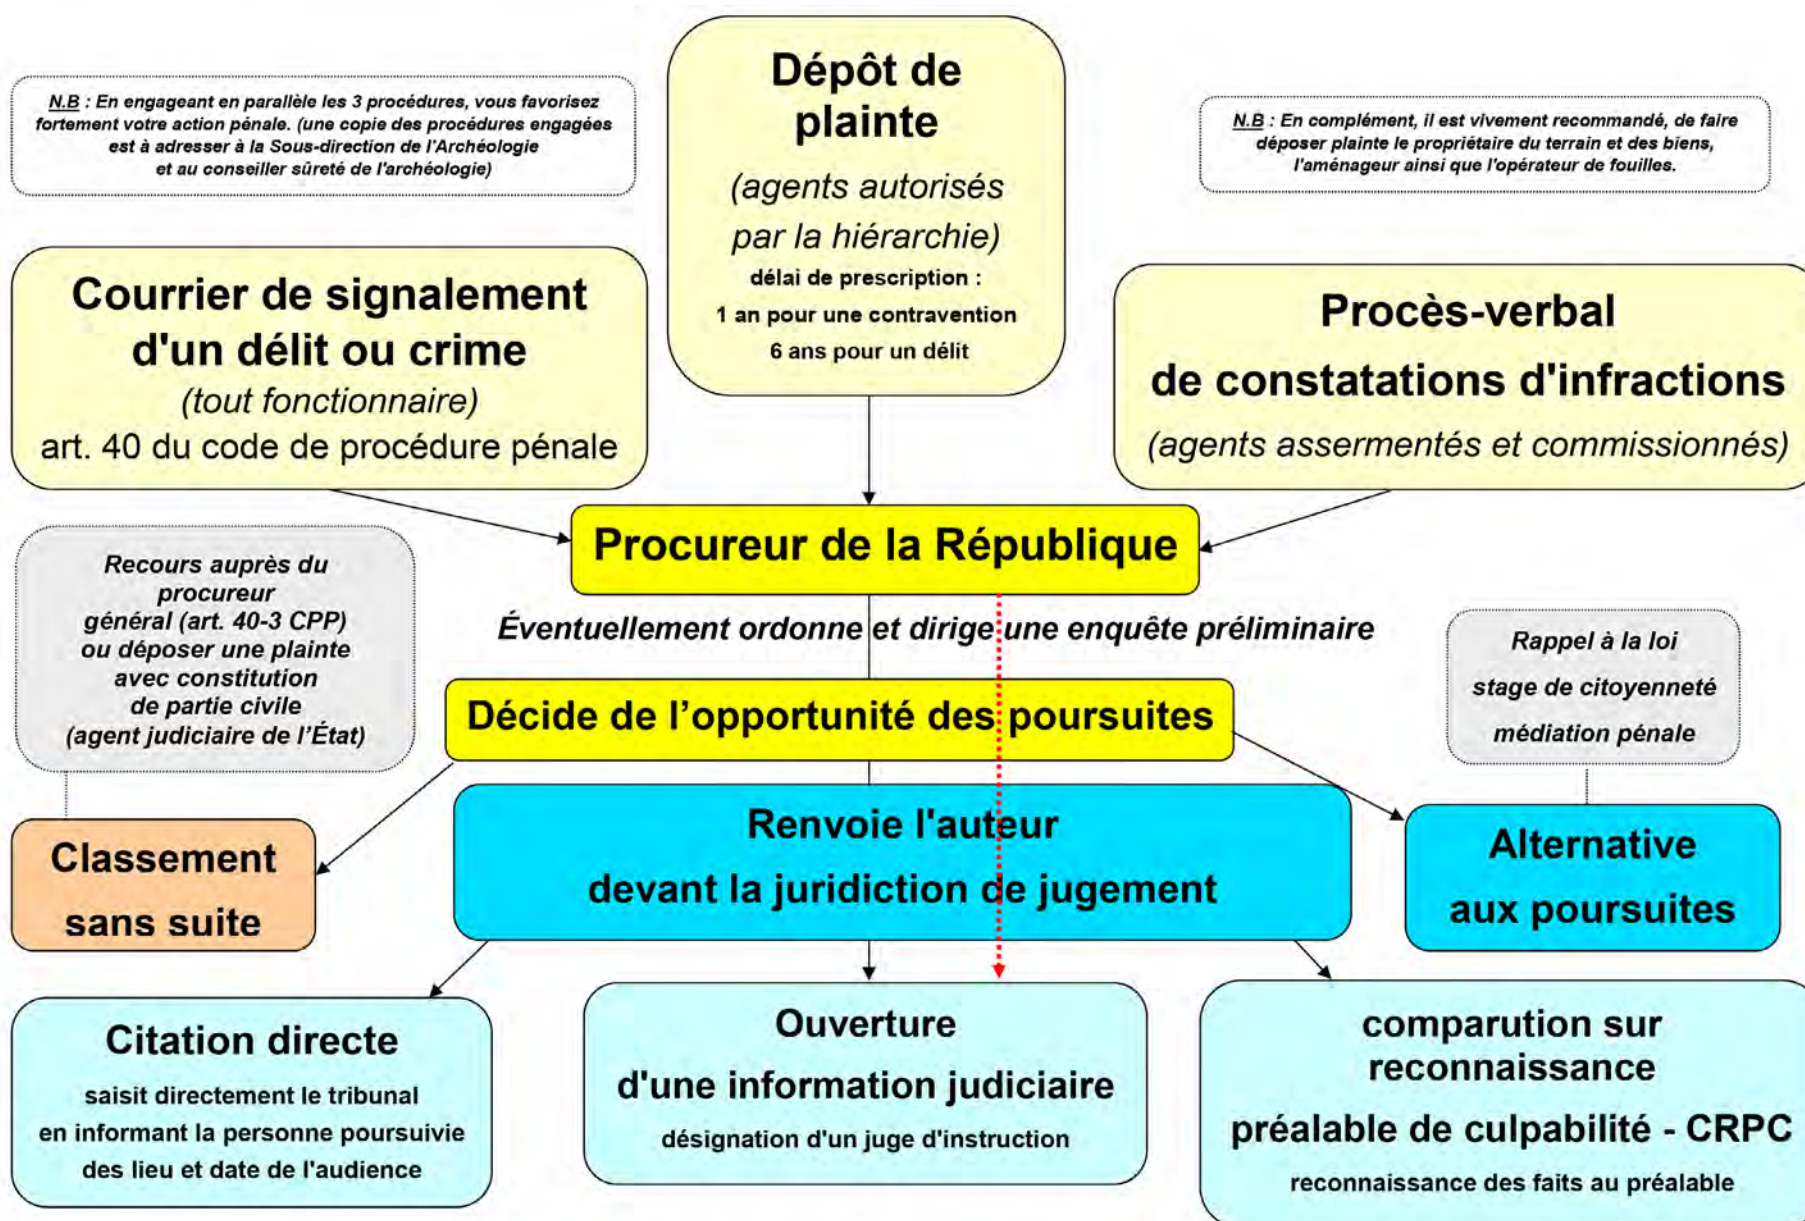 Dépôt de
plainte
(agents autorisés
par la hiérarchie)
délai de prescription :
1 an pour une contravention
6 ans pour un délit
N.B : En engageant en parallèle les 3 procédures, vous favorisez
fortement votre action pénale. (une copie des procédures engagées
est à adresser à la Sous-direction de l'Archéologie
et au conseiller sûreté de l'archéologie)
N.B : En complément, il est vivement recommandé, de faire
déposer plainte le propriétaire du terrain et des biens,
l'aménageur ainsi que l'opérateur de fouilles.
Courrier de signalement
d'un délit ou crime
(tout fonctionnaire)
art. 40 du code de procédure pénale
Procès-verbal
de constatations d'infractions
(agents assermentés et commissionnés)
Procureur de la République
Éventuellement ordonne et dirige une enquête préliminaire
Recours auprès du
procureur
général (art. 40-3 CPP)
ou déposer une plainte
avec constitution
de partie civile
(agent judiciaire de l'État)
Rappel à la loi
stage de citoyenneté
médiation pénale
Décide de l’opportunité des poursuites
Classement
sans suite
Renvoie l'auteur
devant la juridiction de jugement
Alternative
aux poursuites
Citation directe
saisit directement le tribunal
en informant la personne poursuivie
des lieu et date de l'audience
Ouverture
d'une information judiciaire
désignation d'un juge d'instruction
comparution sur
reconnaissance
préalable de culpabilité - CRPC
reconnaissance des faits au préalable